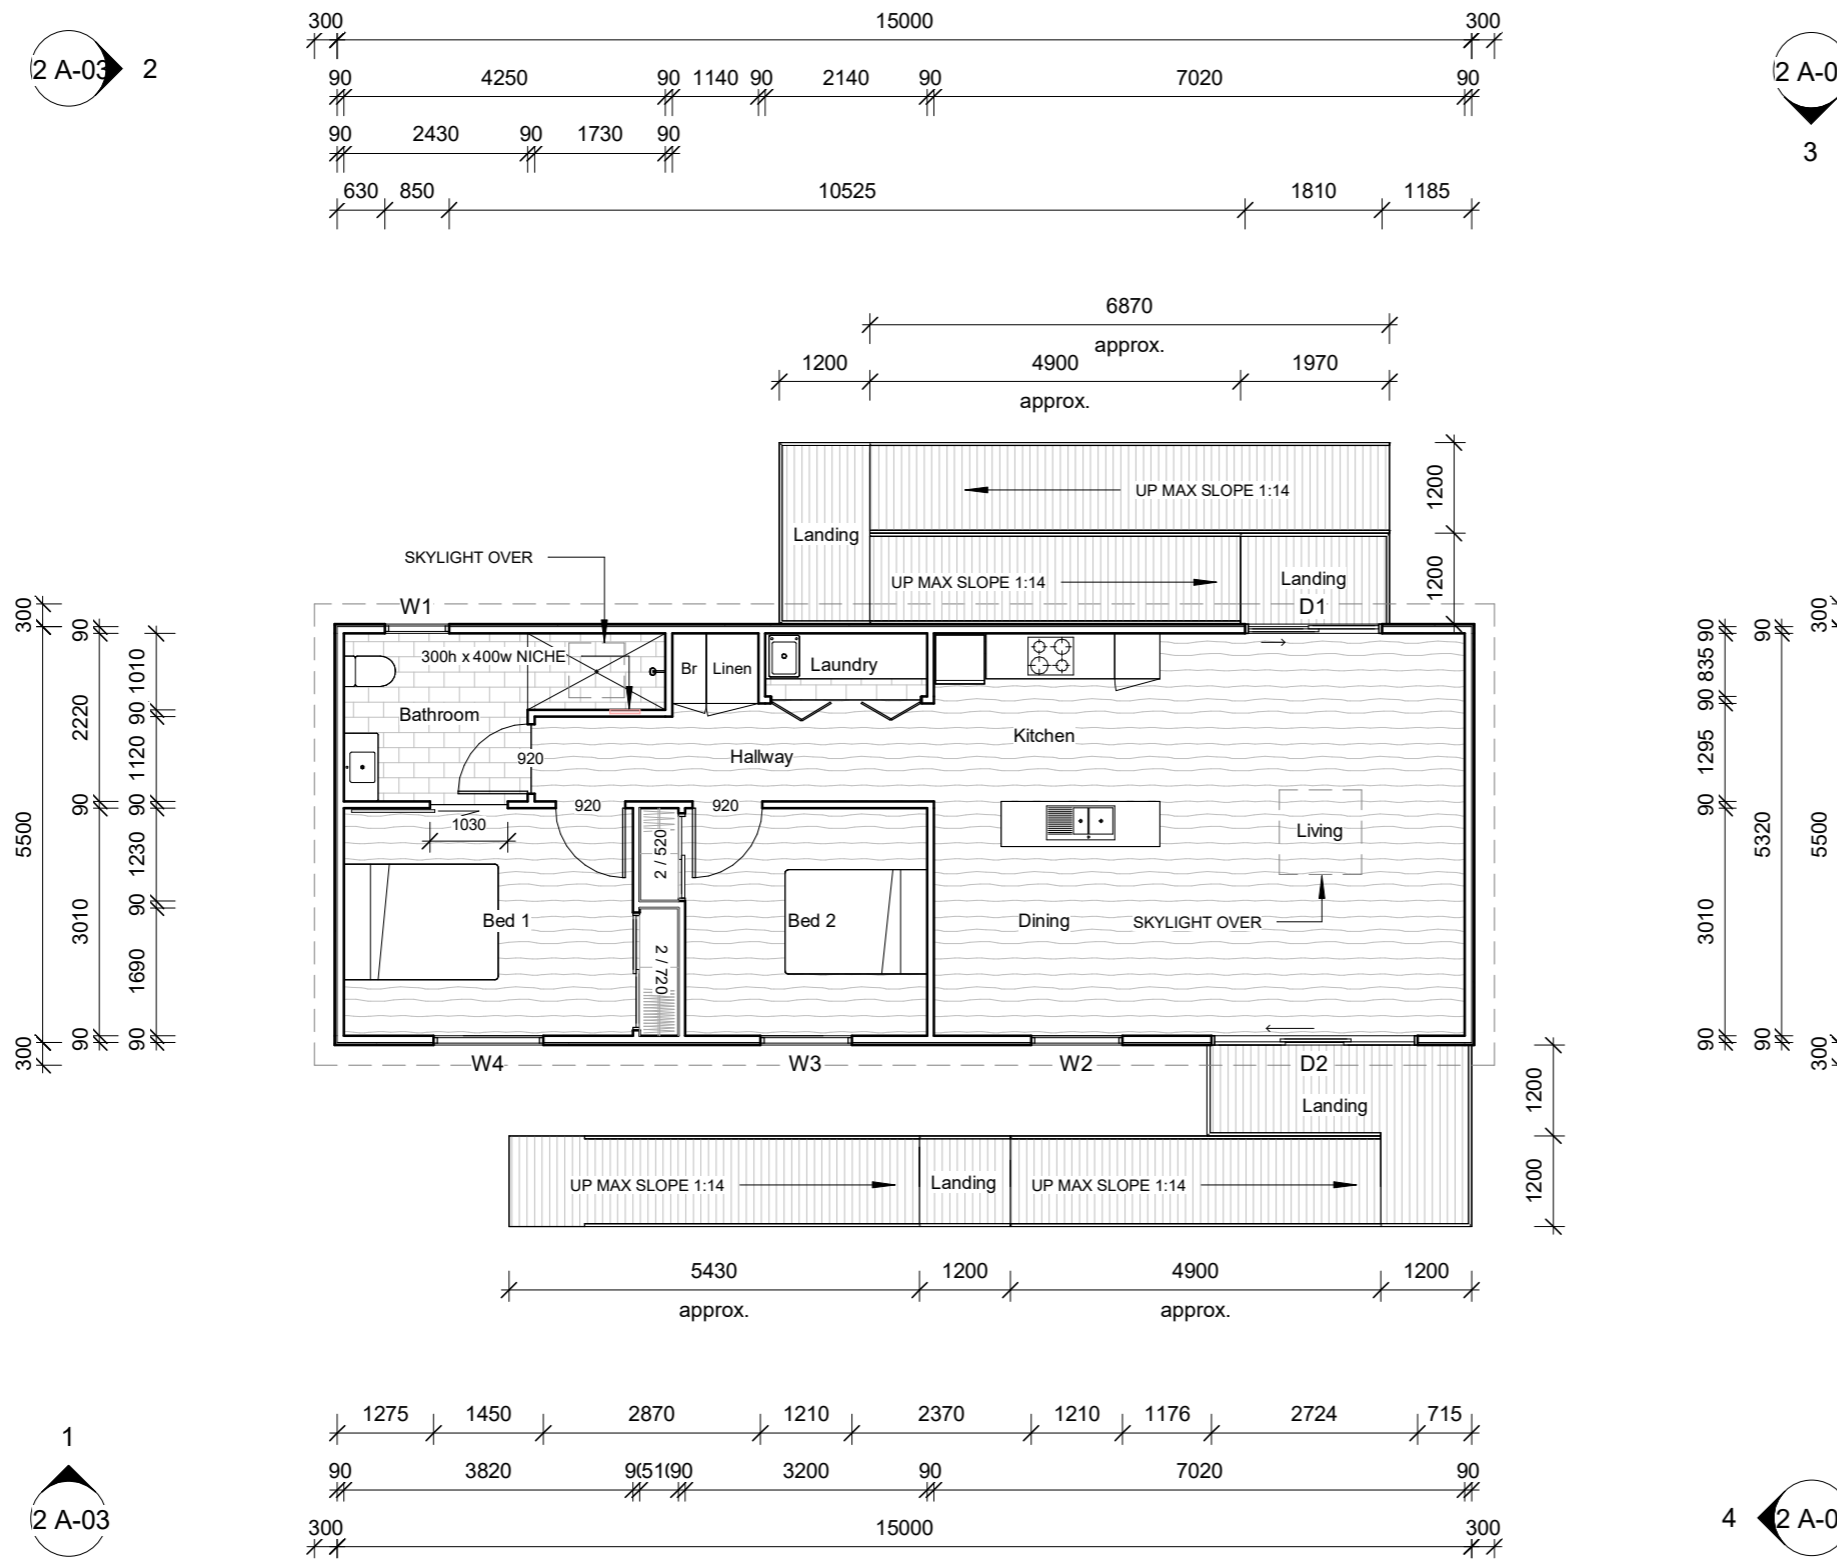 300 15000 300
2 A-03 2
90 4250 90 1140 90 2140 90 7020 90
2 A-0
3
90 2430 90 1730 90
630 850 10525 1810 1185
6870
approx.
1200 4900 1970
approx.
1200
1200
UP MAX SLOPE 1:14
Landing
UP MAX SLOPE 1:14
Landing
SKYLIGHT OVER
W1
D1
300h x 400w NICHE
Br
Linen
Laundry
Bathroom
920
Hallway
Kitchen
920
920
1030
2 / 520
Living
Bed 1
Bed 2
Dining
SKYLIGHT OVER
2 / 720
W4
W3
W2
D2
Landing
UP MAX SLOPE 1:14
Landing
UP MAX SLOPE 1:14
300 5500 300
90 2220 90 3010 90
1010 90 1120 90 1230 90 1690 90
90 835 90 1295 90 3010 90
90 5320 90
300 5500 300
1200
1200
5430 1200 4900 1200
approx. approx.
1275 1450 2870 1210 2370 1210 1176 2724 715
90 3820 90 510 90 3200 90 7020 90
300 15000 300
1
2 A-03
4 2 A-0